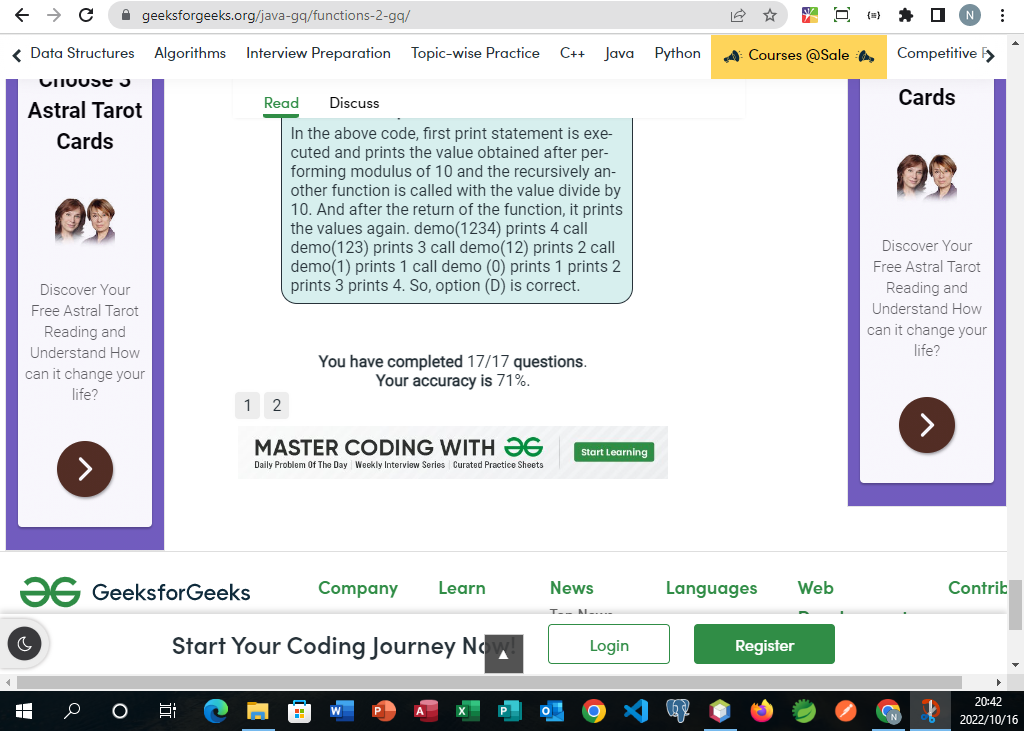 geeksforgeeks.org/java-gq/functions-2-gq/
N
Data Structures
Algorithms
Interview Preparation
Topic-wise Practice
C++
Java
Python
Courses @Sale
Competitive
Choose 3
Astral Tarot
Cards
Discover Your
Free Astral Tarot
Reading and
Understand How
can it change your
life?
Read
Discuss
In the above code, first print statement is exe-
cuted and prints the value obtained after per-
forming modulus of 10 and the recursively an-
other function is called with the value divide by
10. And after the return of the function, it prints
the values again. demo(1234) prints 4 call
demo(123) prints 3 call demo(12) prints 2 call
demo(1) prints 1 call demo (0) prints 1 prints 2
prints 3 prints 4. So, option (D) is correct.
You have completed 17/17 questions.
Your accuracy is 71%.
1 2
MASTER CODING WITH
Daily Problem Of The Day | Weekly Interview Series | Curated Practice Sheets
Start Learning
Cards
Discover Your
Free Astral Tarot
Reading and
Understand How
can it change your
life?
GeeksforGeeks
Company
Learn
News
Top News
Languages
Web
Development
Contrib
Start Your Coding Journey Now!
Login
Register
20:42
2022/10/16